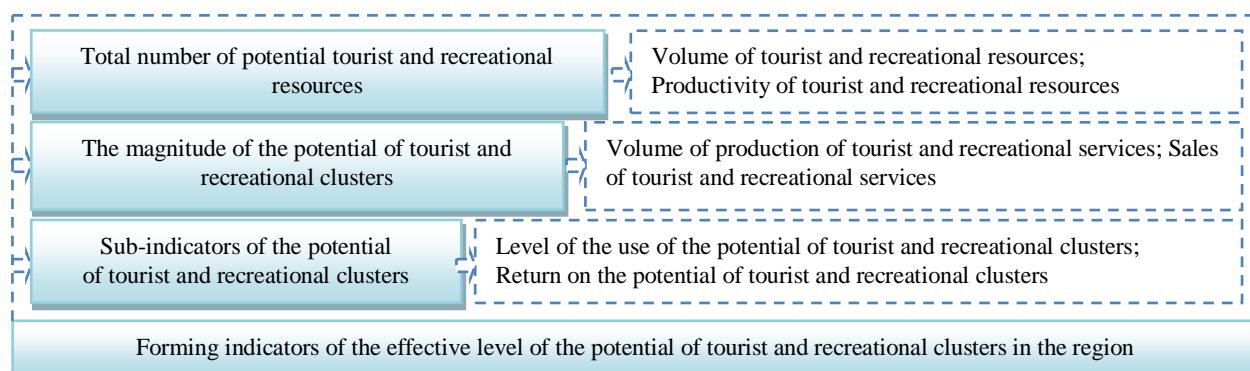 Total number of potential tourist and recreational
resources
Volume of tourist and recreational resources;
Productivity of tourist and recreational resources
The magnitude of the potential of tourist and
recreational clusters
Volume of production of tourist and recreational services; Sales
of tourist and recreational services
Sub-indicators of the potential
of tourist and recreational clusters
Level of the use of the potential of tourist and recreational clusters;
Return on the potential of tourist and recreational clusters
Forming indicators of the effective level of the potential of tourist and recreational clusters in the region